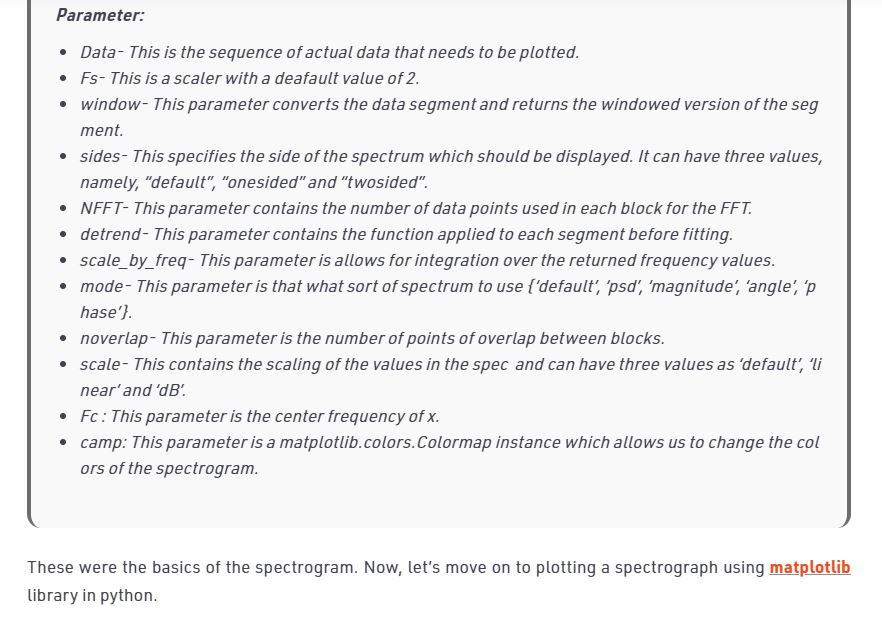 Parameter:
Data- This is the sequence of actual data that needs to be plotted.
Fs- This is a scaler with a deafault value of 2.
window- This parameter converts the data segment and returns the windowed version of the seg
ment.
sides- This specifies the side of the spectrum which should be displayed. It can have three values,
namely, “default”, “onesided” and “twosided”.
NFFT- This parameter contains the number of data points used in each block for the FFT.
detrend- This parameter contains the function applied to each segment before fitting.
scale_by_freq- This parameter is allows for integration over the returned frequency values.
mode- This parameter is that what sort of spectrum to use {‘default’, ‘psd’, ‘magnitude’, ‘angle’, ‘p
hase’}.
noverlap- This parameter is the number of points of overlap between blocks.
scale- This contains the scaling of the values in the spec and can have three values as ‘default’, ‘li
near’ and ‘dB’.
Fc : This parameter is the center frequency of x.
camp: This parameter is a matplotlib.colors.Colormap instance which allows us to change the col
ors of the spectrogram.
These were the basics of the spectrogram. Now, let’s move on to plotting a spectrograph using matplotlib
library in python.